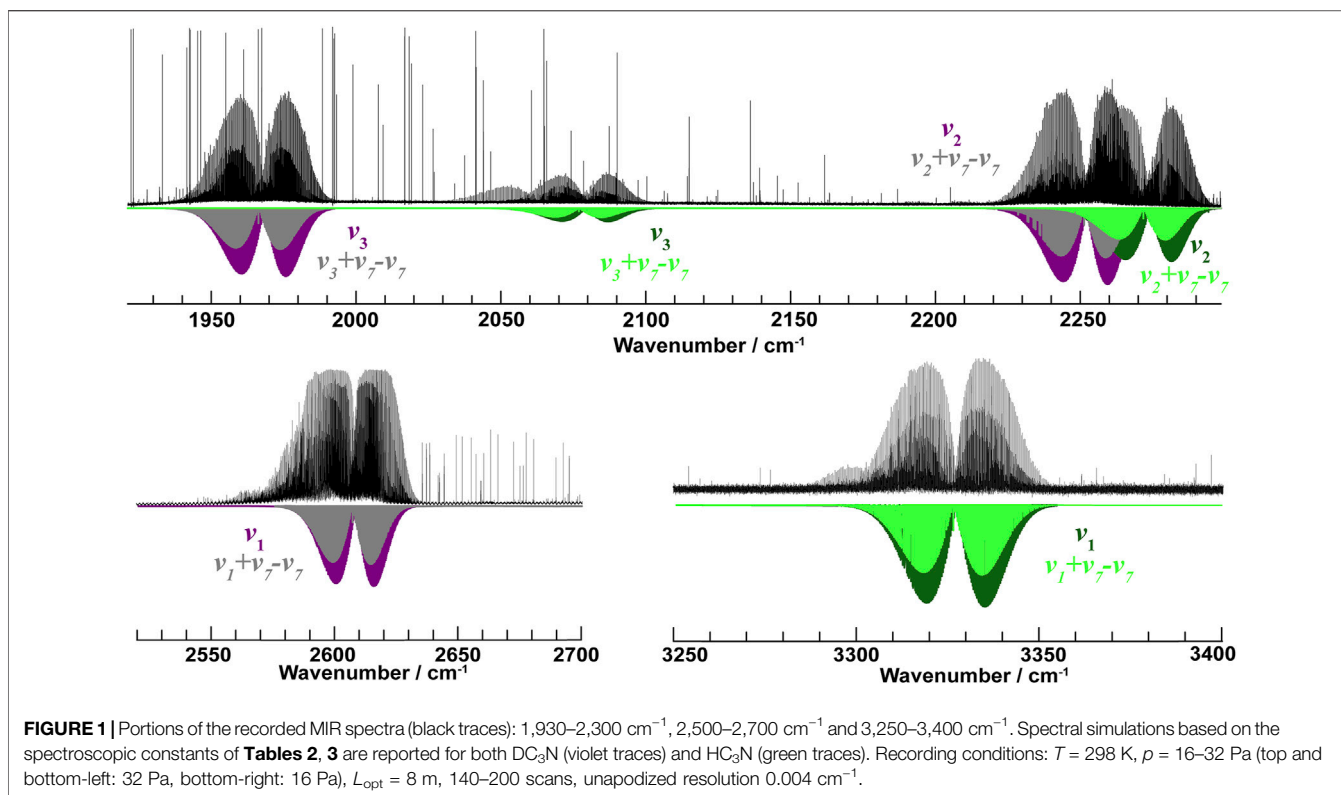 ν3
ν3+ν7-ν7
ν3
ν3+ν7-ν7
ν2
ν2+ν7-ν7
ν2
ν2+ν7-ν7
1950 2000 2050 2100 2150 2200 2250
Wavenumber / cm-1
ν1
ν1+ν7-ν7
2550 2600 2650 2700
Wavenumber / cm-1
ν1
ν1+ν7-ν7
3250 3300 3350 3400
Wavenumber / cm-1
FIGURE 1 | Portions of the recorded MIR spectra (black traces): 1,930–2,300 cm−1, 2,500–2,700 cm−1 and 3,250–3,400 cm−1. Spectral simulations based on the
spectroscopic constants of Tables 2, 3 are reported for both DC3N (violet traces) and HC3N (green traces). Recording conditions: T = 298 K, p = 16–32 Pa (top and
bottom-left: 32 Pa, bottom-right: 16 Pa), Lopt = 8 m, 140–200 scans, unapodized resolution 0.004 cm−1.